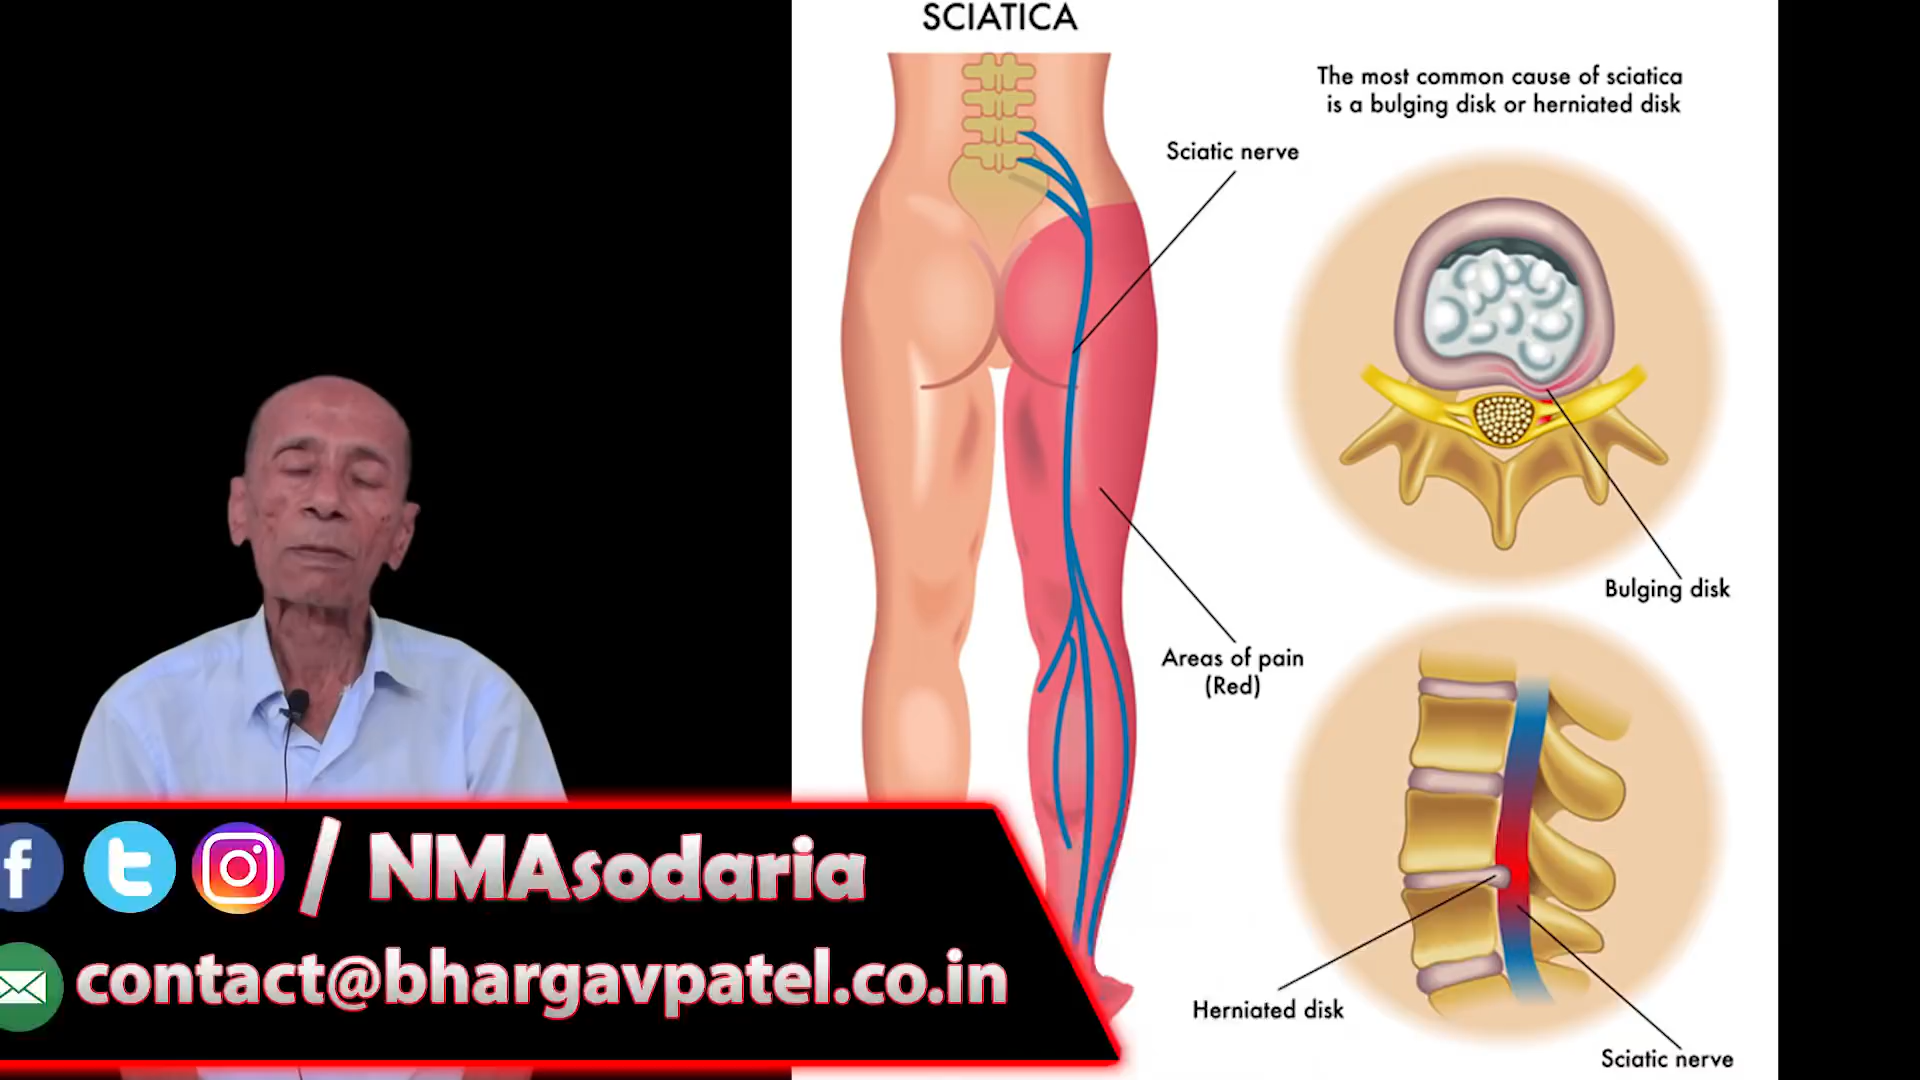 SCIATICA
The most common cause of sciatica
is a bulging disk or herniated disk
Sciatic nerve
Bulging disk
Areas of pain
(Red)
Herniated disk
Sciatic nerve
/ NMAsodaria
contact@bhargavpatel.co.in